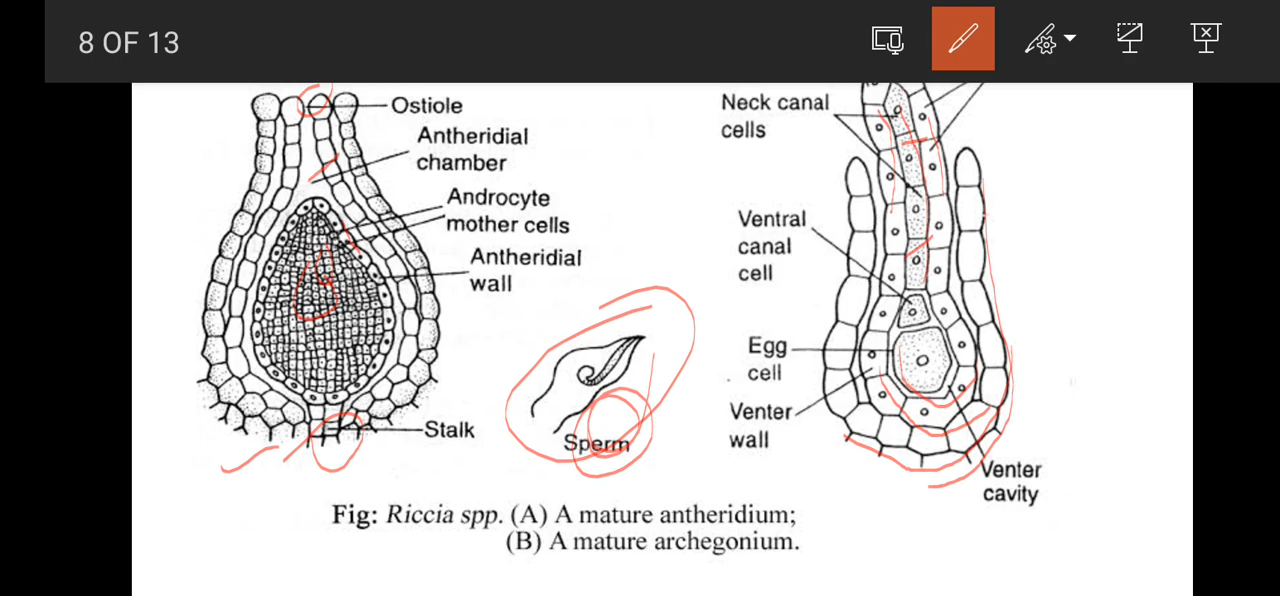 8 OF 13
Ostiole
Antheridial
chamber
Androcyte
mother cells
Antheridial
wall
Stalk
Sperm
Neck canal
cells
Ventral
canal
cell
Egg
cell
Venter
wall
Venter
cavity
Fig: Riccia spp. (A) A mature antheridium;
(B) A mature archegonium.